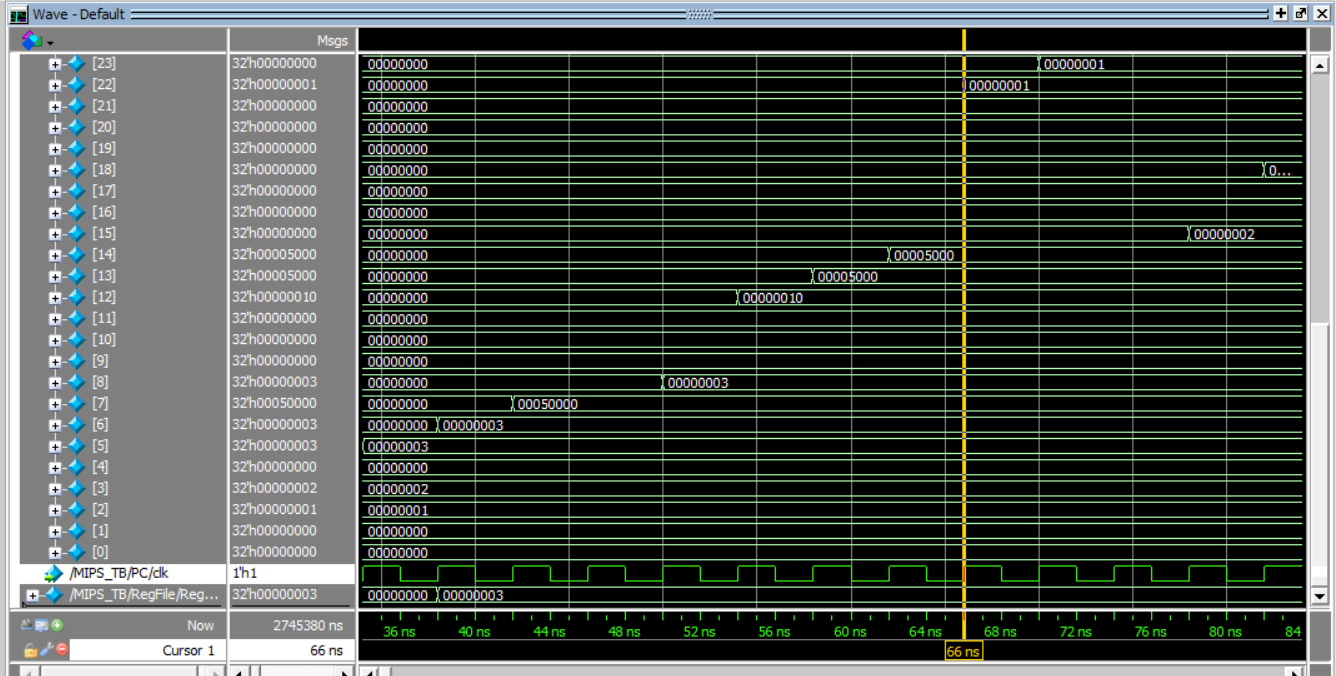 Wave - Default
Msgs
[23] 32'h00000000 00000000 00000001
[22] 32'h00000001 00000000 00000001
[21] 32'h00000000 00000000
[20] 32'h00000000 00000000
[19] 32'h00000000 00000000
[18] 32'h00000000 00000000 0...
[17] 32'h00000000 00000000
[16] 32'h00000000 00000000
[15] 32'h00000000 00000000 00000002
[14] 32'h00005000 00000000 00005000
[13] 32'h00005000 00000000 00005000
[12] 32'h00000010 00000000 00000010
[11] 32'h00000000 00000000
[10] 32'h00000000 00000000
[9] 32'h00000000 00000000
[8] 32'h00000003 00000000 00000003
[7] 32'h00050000 00000000 00050000
[6] 32'h00000003 00000000 00000003
[5] 32'h00000003 00000003
[4] 32'h00000000 00000000
[3] 32'h00000002 00000002
[2] 32'h00000001 00000001
[1] 32'h00000000 00000000
[0] 32'h00000000 00000000
/MIPS_TB/PC/clk 1'h1
/MIPS_TB/RegFile/Reg... 32'h00000003 00000000 00000003
Now 2745380 ns 36 ns 40 ns 44 ns 48 ns 52 ns 56 ns 60 ns 64 ns 68 ns 72 ns 76 ns 80 ns 84
Cursor 1 66 ns 66 ns